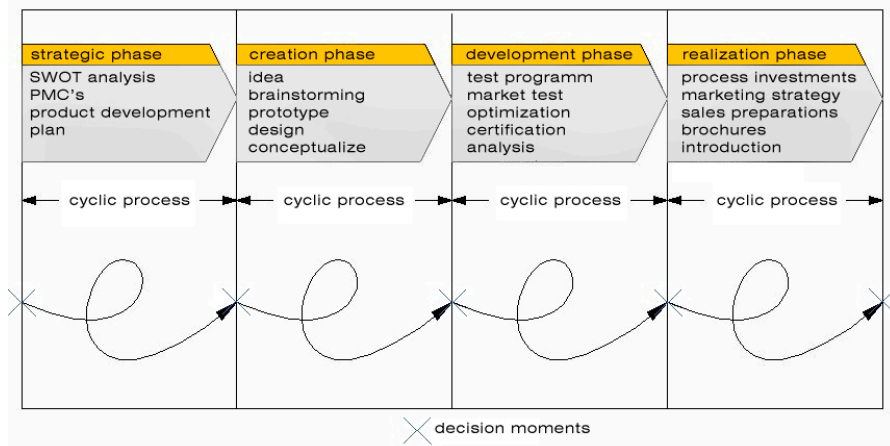 strategic phase
SWOT analysis
PMC's
product development
plan
creation phase
idea
brainstorming
prototype
design
conceptualize
development phase
test programm
market test
optimization
certification
analysis
realization phase
process investments
marketing strategy
sales preparations
brochures
introduction
cyclic process
cyclic process
cyclic process
cyclic process
decision moments